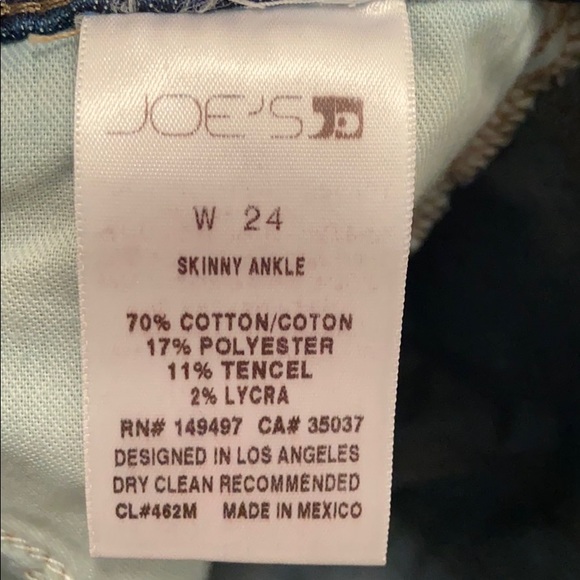 JOE'S
W 24
SKINNY ANKLE
70% COTTON/COTON
17% POLYESTER
11% TENCEL
2% LYCRA
RN# 149497 CA# 35037
DESIGNED IN LOS ANGELES
DRY CLEAN RECOMMENDED
CL#462M MADE IN MEXICO